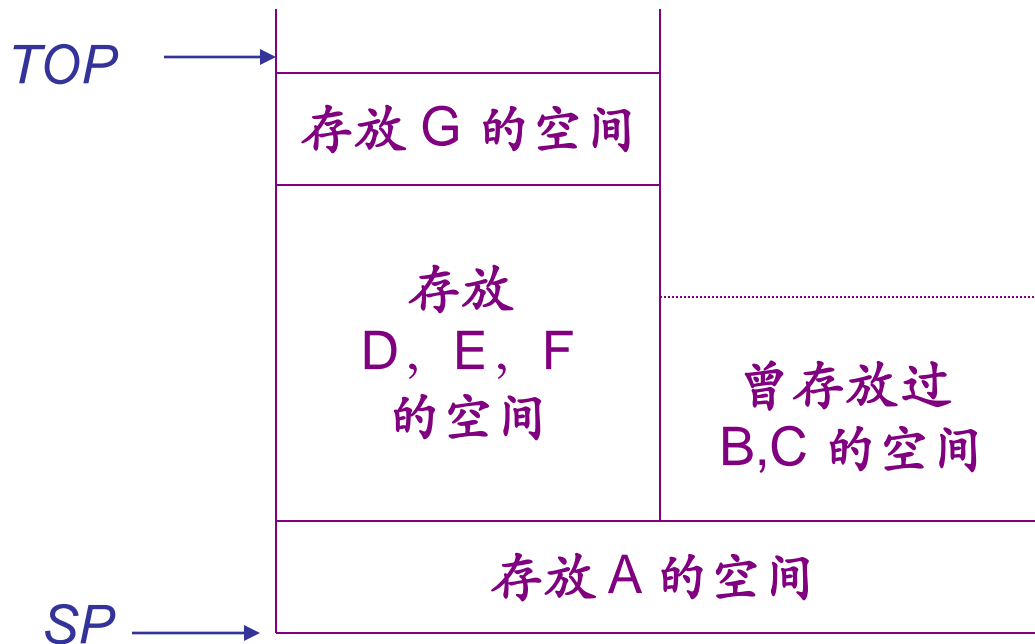 TOP
存放 G 的空间
存放
D，E，F
的空间
曾存放过
B,C 的空间
存放 A 的空间
SP